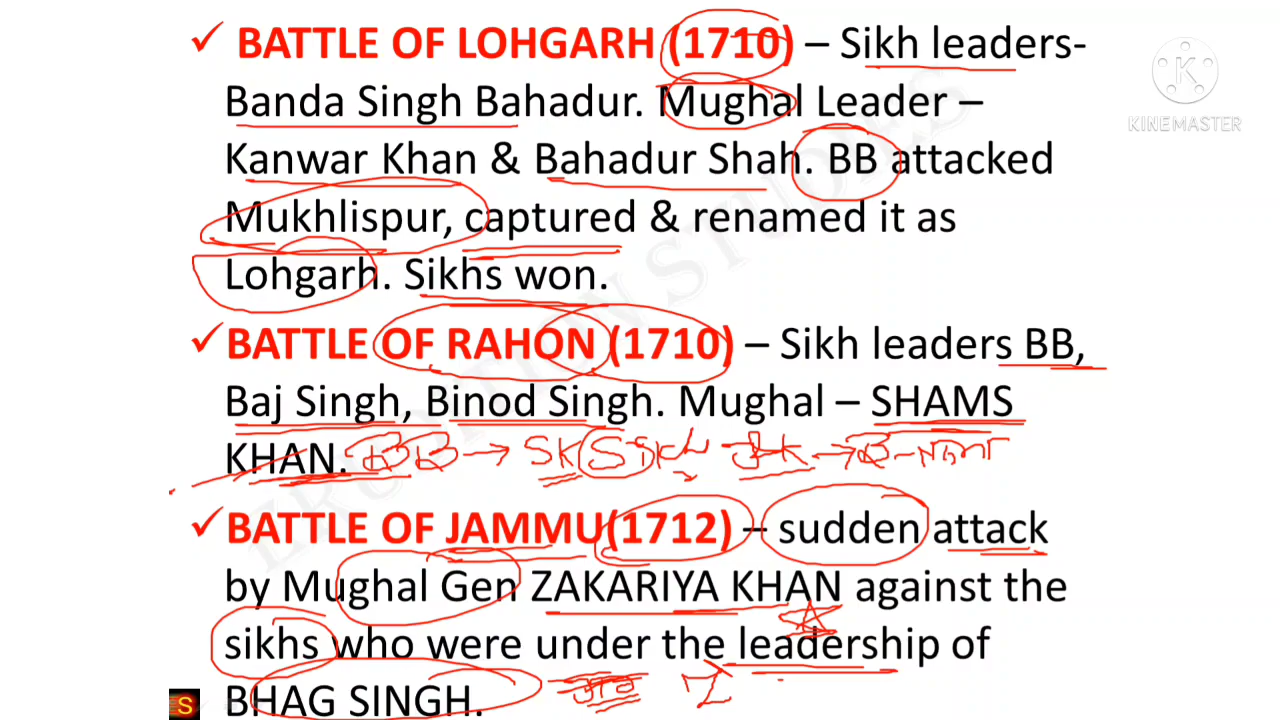 ✓ BATTLE OF LOHGARH (1710) – Sikh leaders-
KINEMASTER
Banda Singh Bahadur. Mughal Leader –
Kanwar Khan & Bahadur Shah. BB attacked
Mukhlispur, captured & renamed it as
Lohgarh. Sikhs won.
✓ BATTLE OF RAHON (1710) – Sikh leaders BB,
Baj Singh, Binod Singh. Mughal – SHAMS
KHAN. BB → SK
✓ BATTLE OF JAMMU(1712) – sudden attack
by Mughal Gen ZAKARIYA KHAN against the
sikhs who were under the leadership of
BHAG SINGH.
S